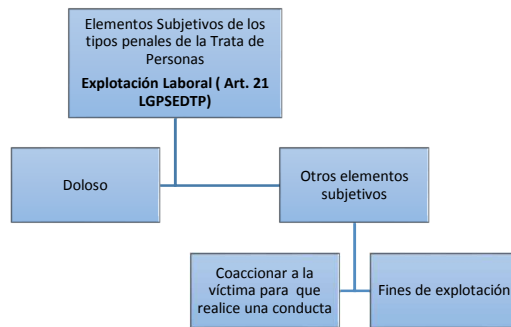 Elementos Subjetivos de los
tipos penales de la Trata de
Personas
Explotación Laboral ( Art. 21
LGPSEDTP)
Doloso
Otros elementos
subjetivos
Coaccionar a la
víctima para que
realice una conducta
Fines de explotación